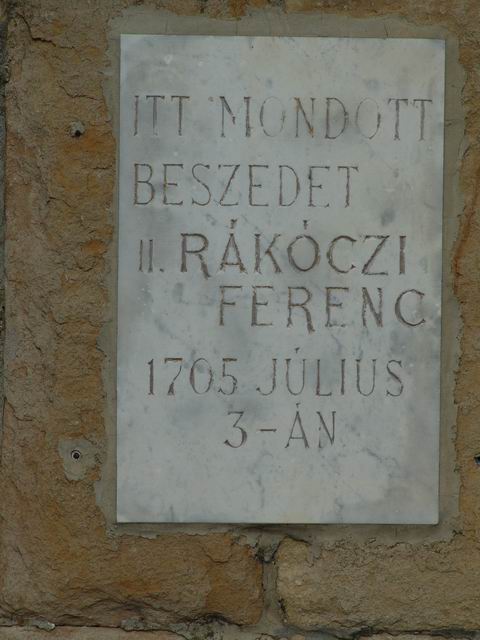 ITT MONDOTT
BESZEDET
II. RÁKÓCZI
FERENC
1705 JÚLIUS
3-ÁN